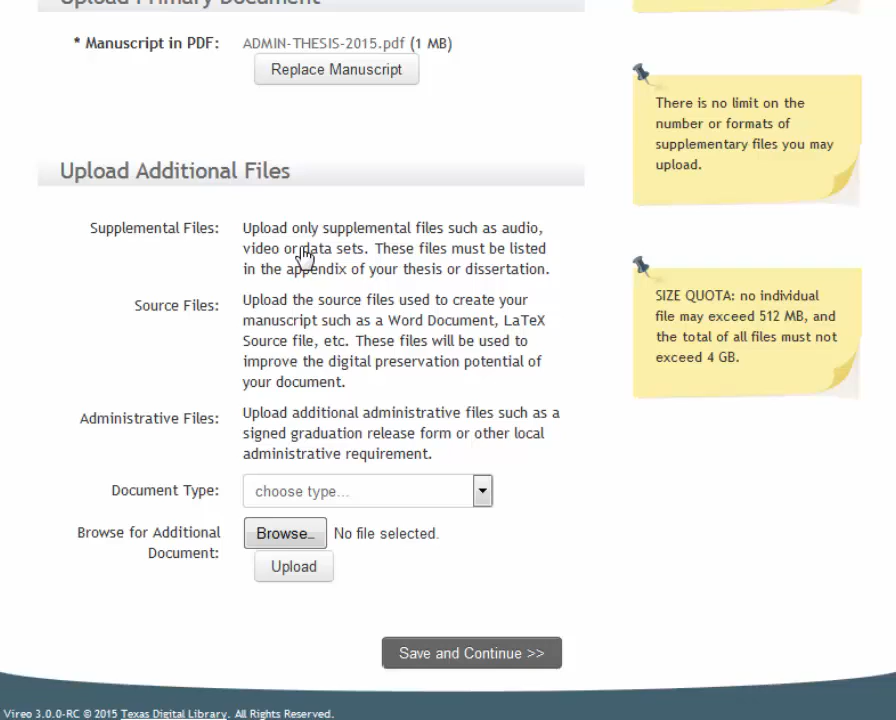 Upload Primary Document
* Manuscript in PDF: ADMIN-THESIS-2015.pdf (1 MB)
Replace Manuscript
There is no limit on the
number or formats of
supplementary files you may
upload.
Upload Additional Files
Supplemental Files: Upload only supplemental files such as audio,
video or data sets. These files must be listed
in the appendix of your thesis or dissertation.
Source Files: Upload the source files used to create your
manuscript such as a Word Document, LaTeX
Source file, etc. These files will be used to
improve the digital preservation potential of
your document.
SIZE QUOTA: no individual
file may exceed 512 MB, and
the total of all files must not
exceed 4 GB.
Administrative Files: Upload additional administrative files such as a
signed graduation release form or other local
administrative requirement.
Document Type: choose type...
Browse for Additional
Document:
Browse... No file selected.
Upload
Save and Continue >>
Vireo 3.0.0-RC © 2015 Texas Digital Library. All Rights Reserved.